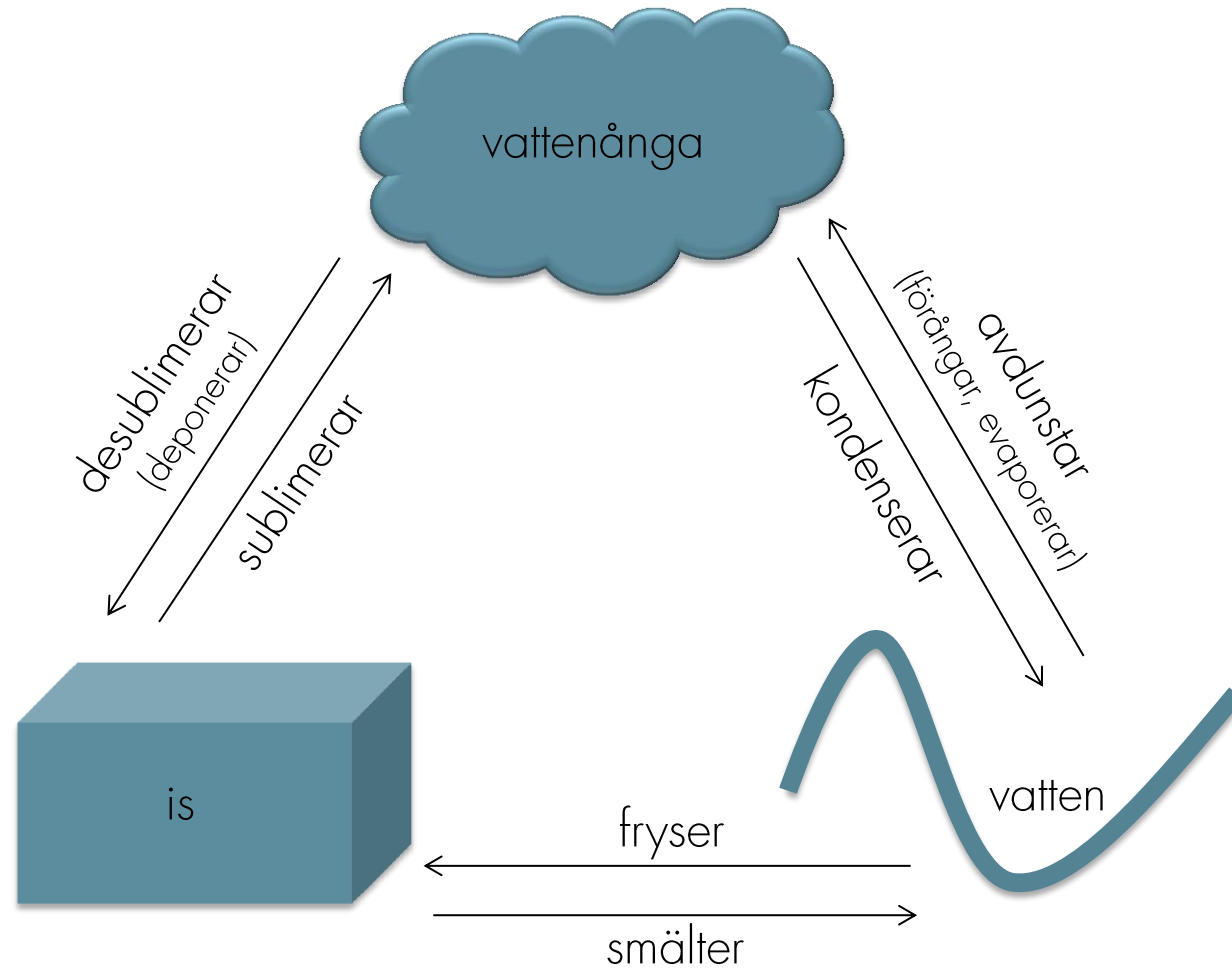 vattenånga
desublimerar
(deponerar)
sublimerar
kondenserar
(förångar, evaporerar)
avdunstar
is
vatten
fryser
smälter